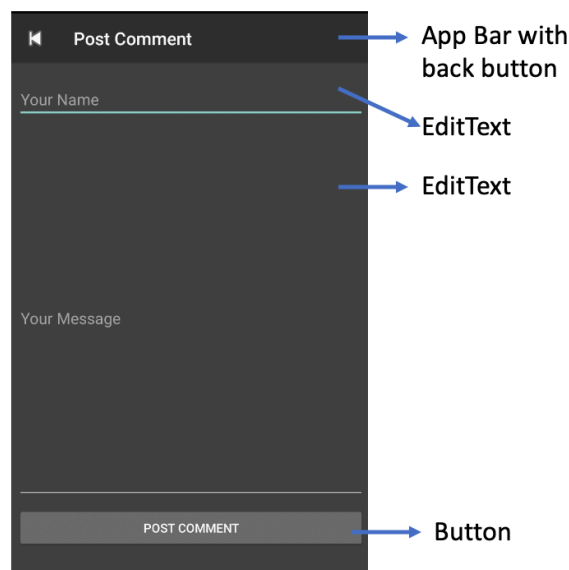 Post Comment
App Bar with
back button
Your Name
EditText
EditText
Your Message
POST COMMENT
Button